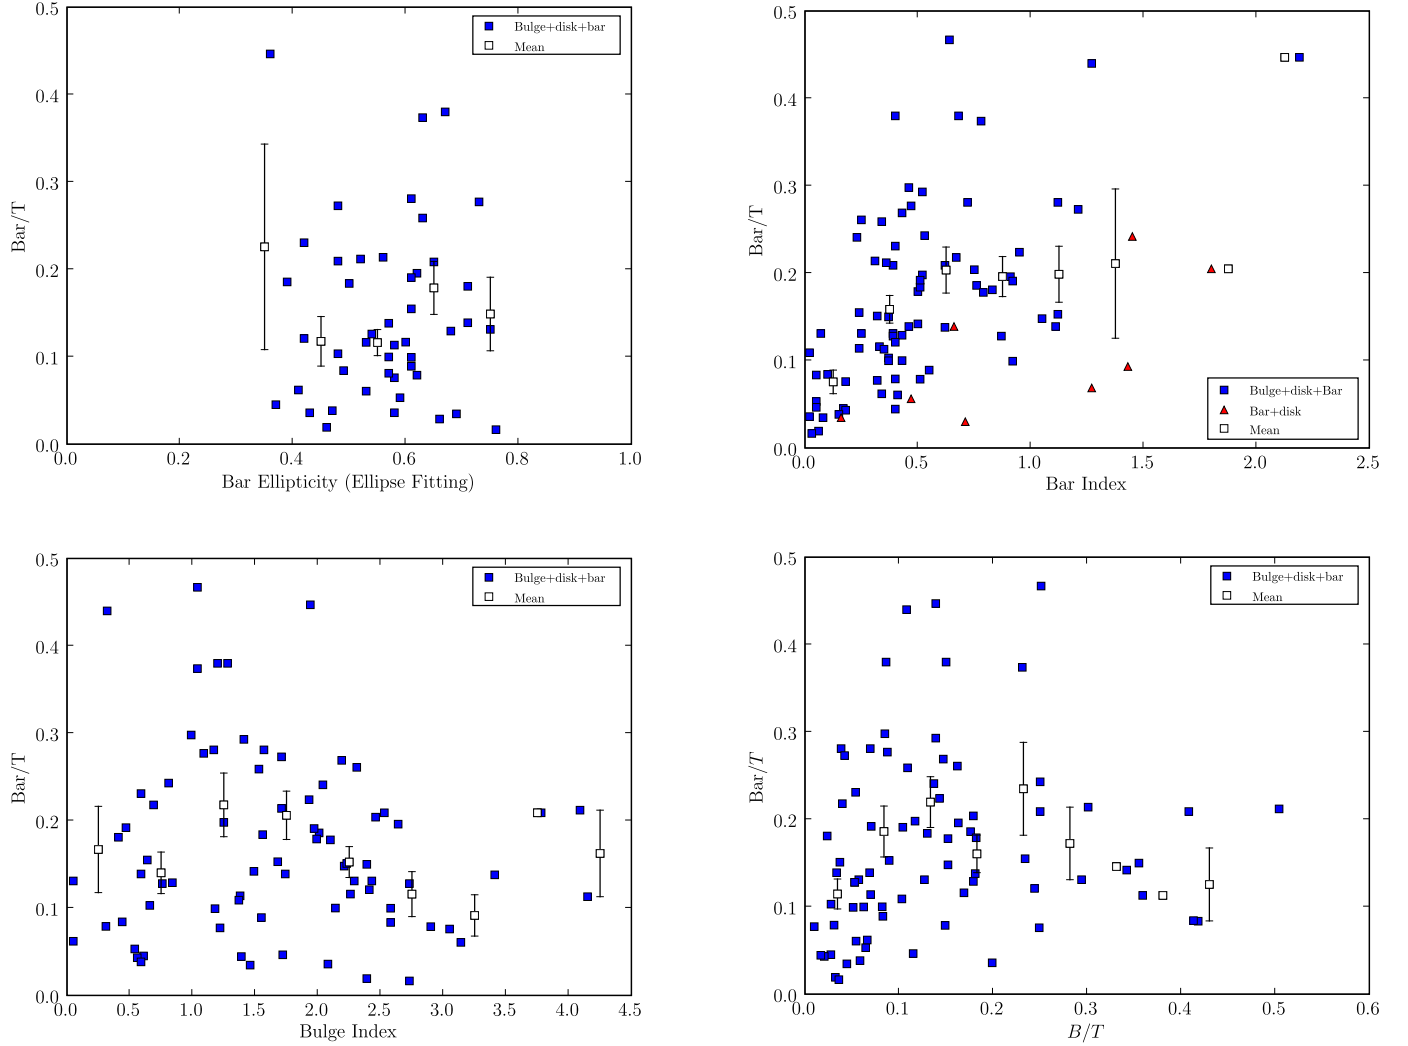 0.5
Bulge+disk+bar
Mean
0.4
0.3
Bar/T
0.2
0.1
0.0
0.0 0.2 0.4 0.6 0.8 1.0
Bar Ellipticity (Ellipse Fitting)
0.5
0.4
0.3
Bar/T
0.2
0.1
Bulge+disk+Bar
Bar+disk
Mean
0.0
0.0 0.5 1.0 1.5 2.0 2.5
Bar Index
0.5
Bulge+disk+bar
Mean
0.4
0.3
Bar/T
0.2
0.1
0.0
0.0 0.5 1.0 1.5 2.0 2.5 3.0 3.5 4.0 4.5
Bulge Index
0.5
Bulge+disk+bar
Mean
0.4
0.3
Bar/T
0.2
0.1
0.0
0.0 0.1 0.2 0.3 0.4 0.5 0.6
B/T